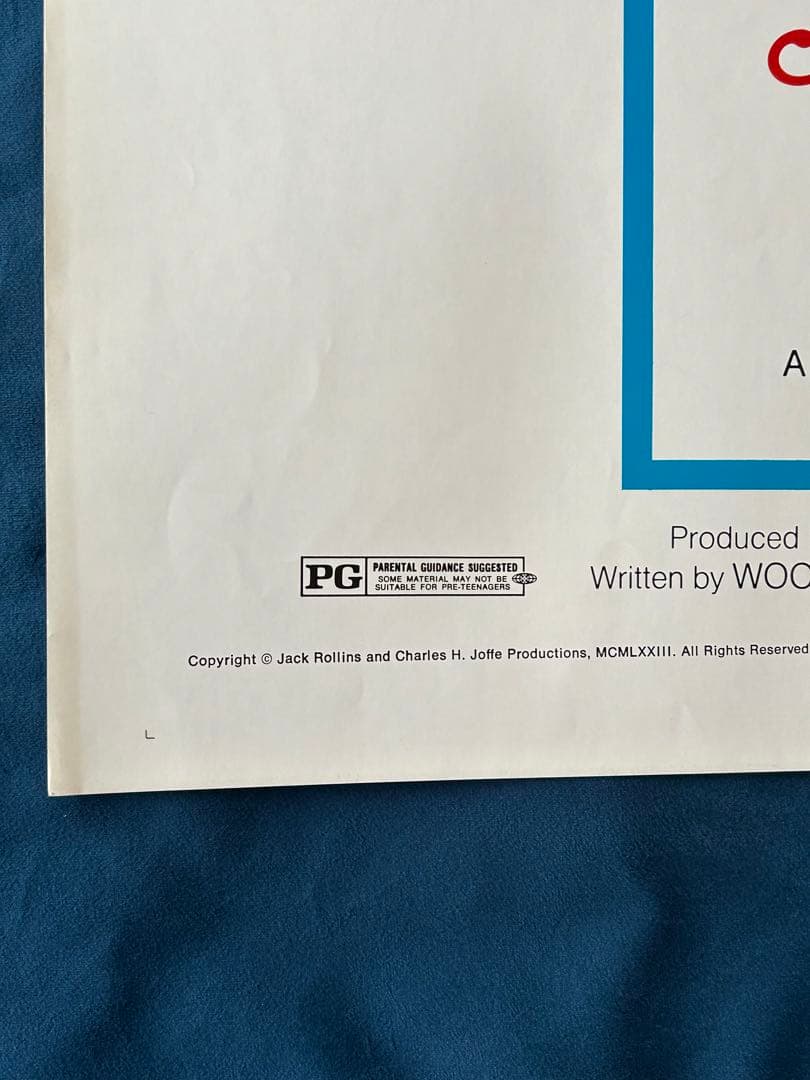 A
Produced
Written by WOO
PG
PARENTAL GUIDANCE SUGGESTED
SOME MATERIAL MAY NOT BE
SUITABLE FOR PRE-TEENAGERS
Copyright © Jack Rollins and Charles H. Joffe Productions, MCMLXXIII. All Rights Reserved